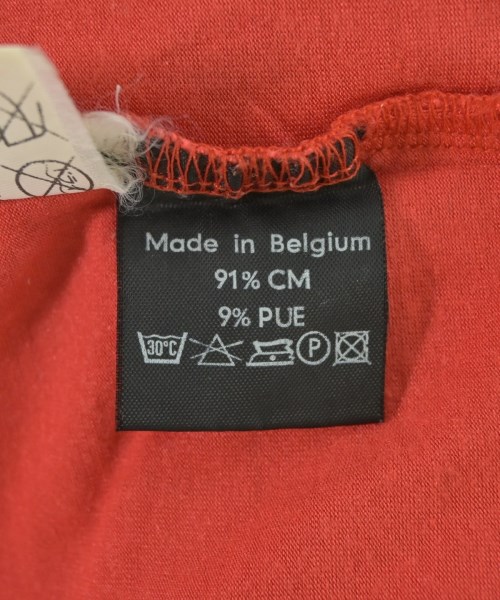 Made in Belgium
91% CM
9% PUE
30°C P